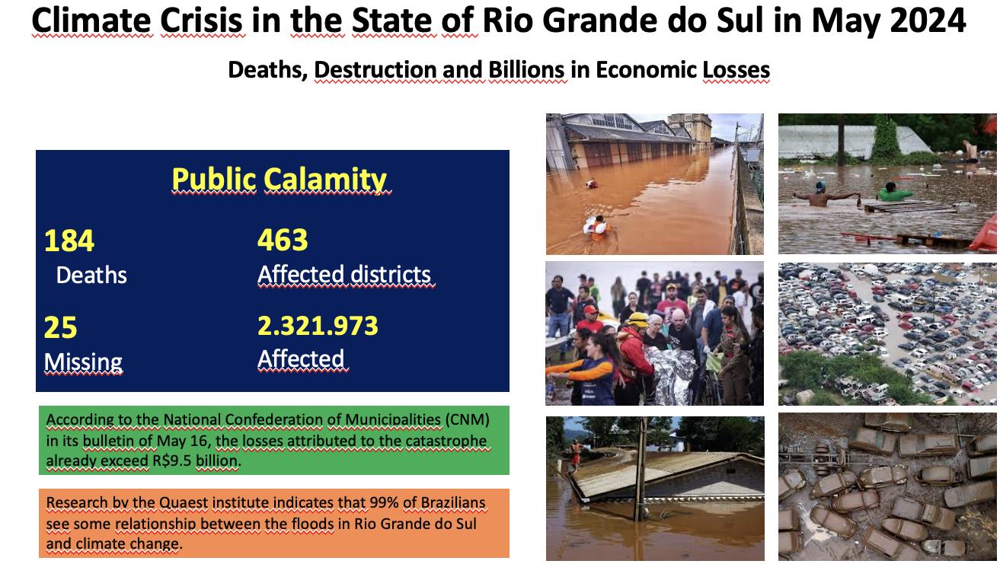 Climate Crisis in the State of Rio Grande do Sul in May 2024
Deaths, Destruction and Billions in Economic Losses
Public Calamity
184
Deaths
463
Affected districts
25
Missing
2.321.973
Affected
According to the National Confederation of Municipalities (CNM)
in its bulletin of May 16, the losses attributed to the catastrophe
already exceed R$9.5 billion.
Research by the Quaest institute indicates that 99% of Brazilians
see some relationship between the floods in Rio Grande do Sul
and climate change.